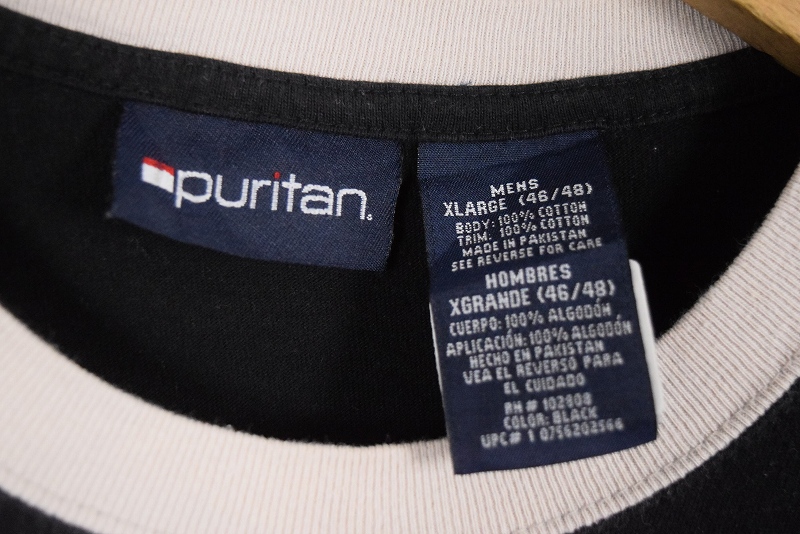 puritan.
MENS
XLARGE (46/48)
BODY: 100% COTTON
TRIM: 100% COTTON
MADE IN PAKISTAN
SEE REVERSE FOR CARE
HOMBRES
XGRANDE (46/48)
CUERPO: 100% ALGODÓN
APLICACIÓN: 100% ALGODÓN
HECHO EN PAKISTAN
VEA EL REVERSO PARA
EL CUIDADO
RN# 102808
COLOR: BLACK
UPC# 1 0756202566